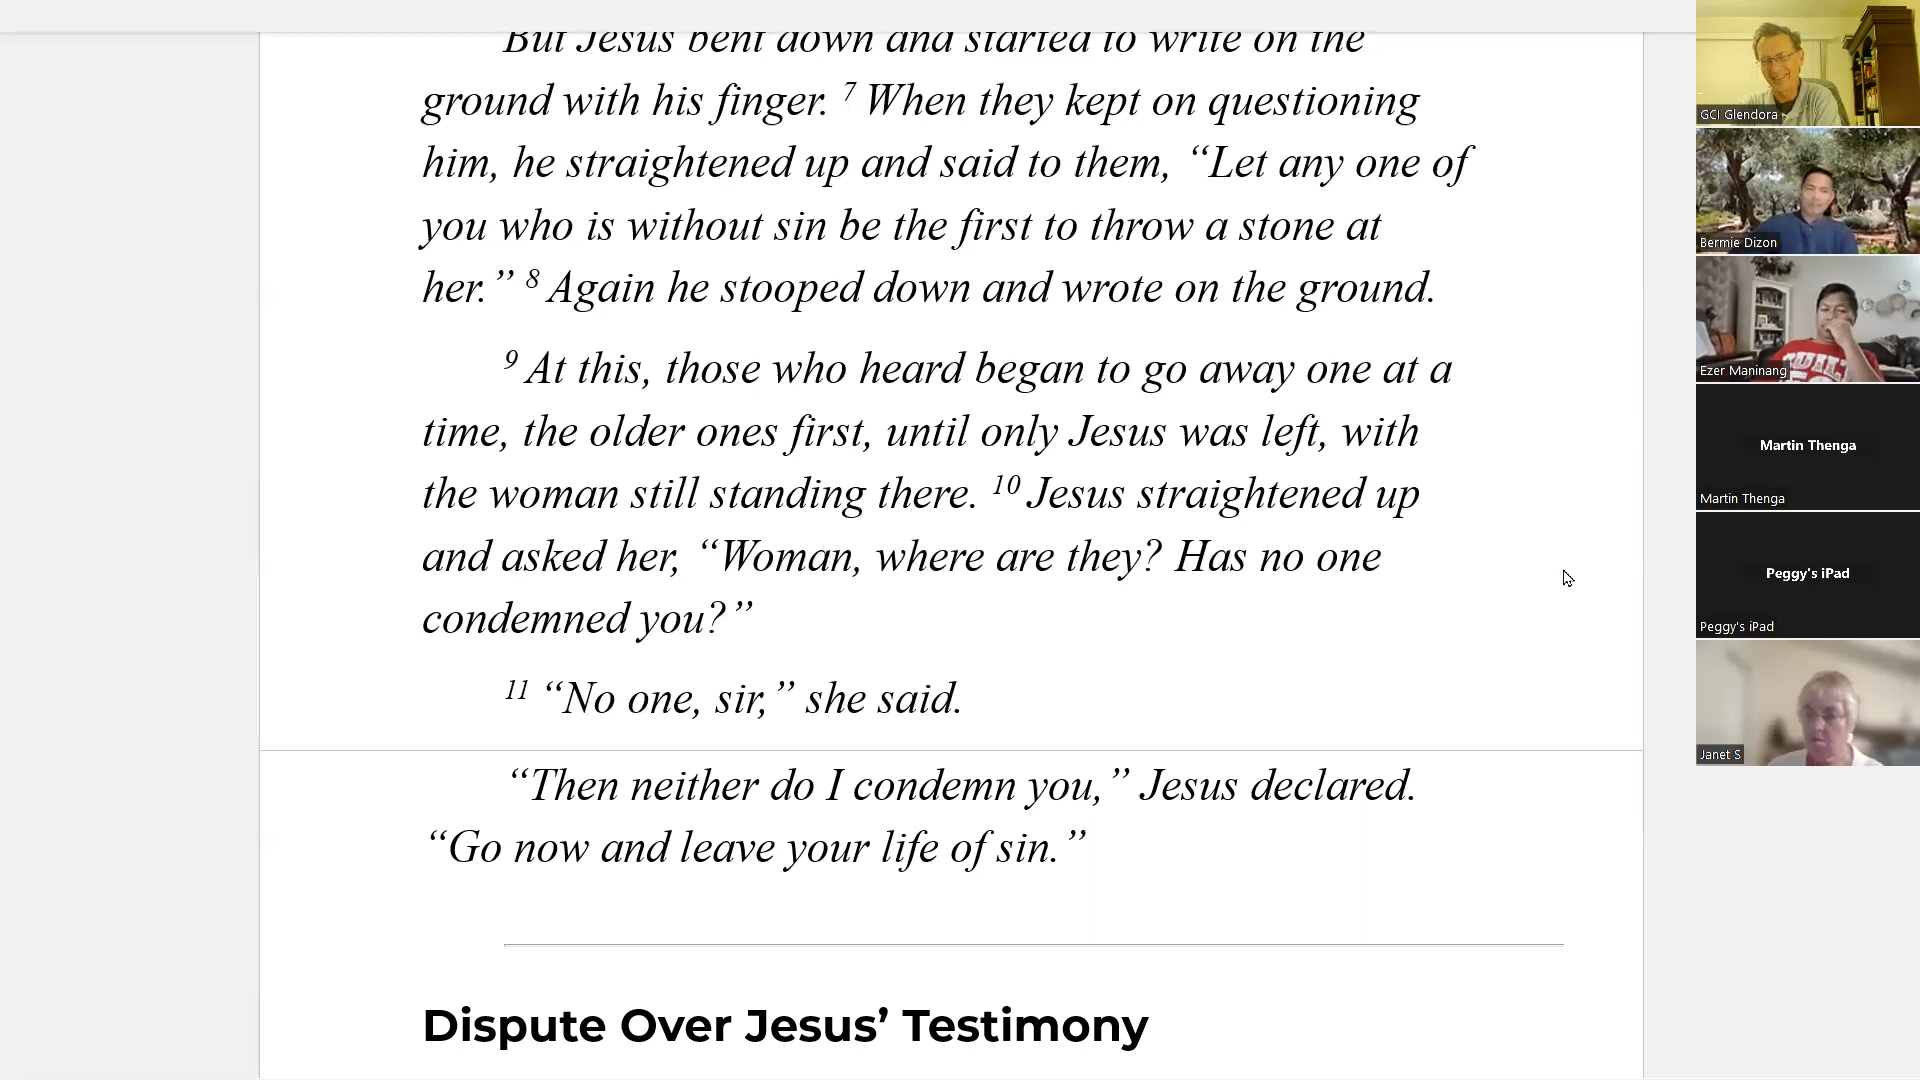 But Jesus bent down and started to write on the
ground with his finger. 7 When they kept on questioning
him, he straightened up and said to them, “Let any one of
you who is without sin be the first to throw a stone at
her.” 8 Again he stooped down and wrote on the ground.
9 At this, those who heard began to go away one at a
time, the older ones first, until only Jesus was left, with
the woman still standing there. 10 Jesus straightened up
and asked her, “Woman, where are they? Has no one
condemned you?”
11 “No one, sir,” she said.
“Then neither do I condemn you,” Jesus declared.
“Go now and leave your life of sin.”
Dispute Over Jesus’ Testimony
GCI Glendora
Bermie Dizon
Ezer Maninang
Martin Thenga
Martin Thenga
Peggy's iPad
Peggy's iPad
Janet S